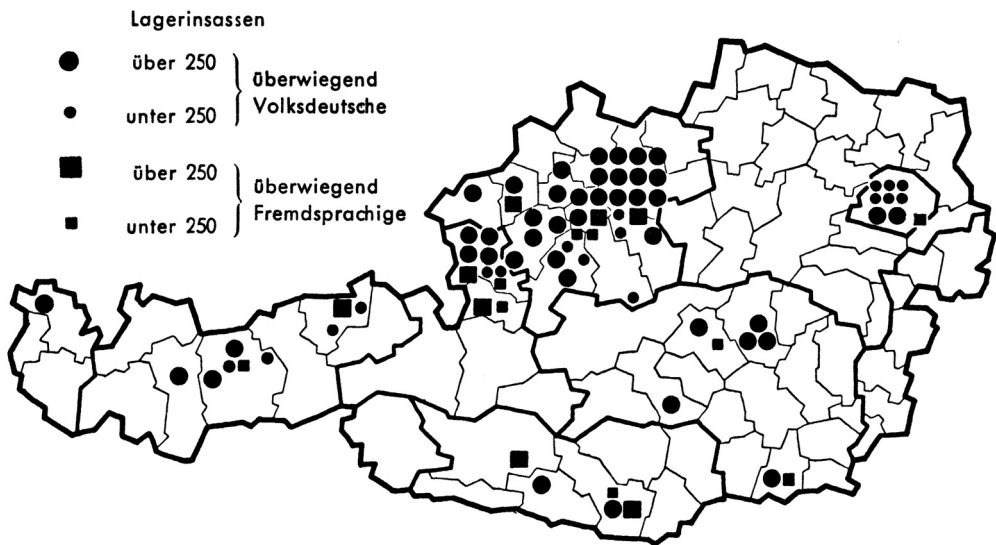 Lagerinsassen
über 250
unter 250
überwiegend
Volksdeutsche
über 250
unter 250
überwiegend
Fremdsprachige